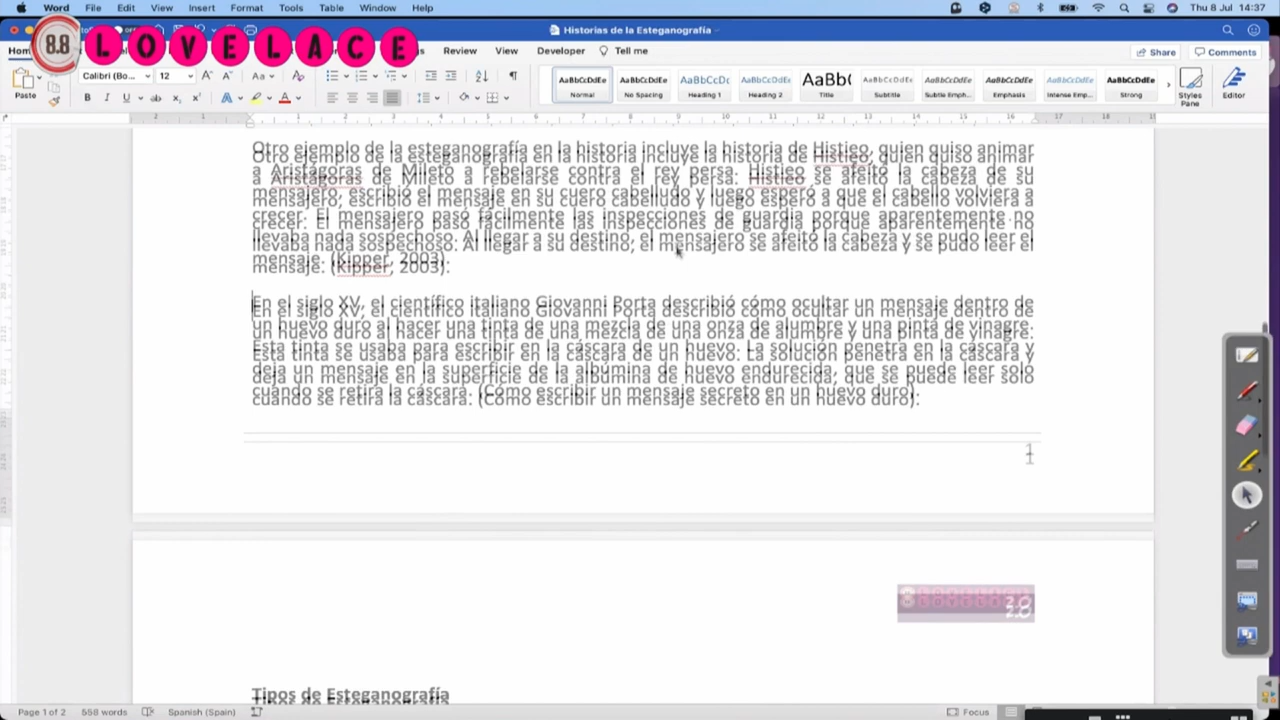 Word File Edit View Insert Format Tools Table Window Help Thu 8 Jul 14:37
8.8 LOVELACE
Historias de la Esteganografía
Review View Developer Tell me Share Comments
Paste Calibri (Bo... 12
AaBbCcDdEe AaBbCcDdEe AaBbCcDc AaBbCcDdEe AaBb( AaBbCcDdEe AaBbCcDdEe AaBbCcDdEe AaBbCcDdEe AaBbCcDdEe
Normal No Spacing Heading 1 Heading 2 Title Subtitle Subtle Emph... Emphasis Intense Emp... Strong Styles Pane Editor
Otro ejemplo de la esteganografía en la historia incluye la historia de Histieo, quien quiso animar
a Aristágoras de Mileto a rebelarse contra el rey persa. Histieo se afeitó la cabeza de su
mensajero, escribió el mensaje en su cuero cabelludo y luego esperó a que el cabello volviera a
crecer. El mensajero pasó fácilmente las inspecciones de guardia porque aparentemente no
llevaba nada sospechoso. Al llegar a su destino, el mensajero se afeitó la cabeza y se pudo leer el
mensaje. (Kipper, 2003).
En el siglo XV, el científico italiano Giovanni Porta describió cómo ocultar un mensaje dentro de
un huevo duro al hacer una tinta de una mezcla de una onza de alumbre y una pinta de vinagre.
Esta tinta se usaba para escribir en la cáscara de un huevo. La solución penetra en la cáscara y
deja un mensaje en la superficie de la albúmina de huevo endurecida, que se puede leer solo
cuando se retira la cáscara. (Cómo escribir un mensaje secreto en un huevo duro).
1
2.0
Tipos de Esteganografía
Page 1 of 2 558 words Spanish (Spain) Focus